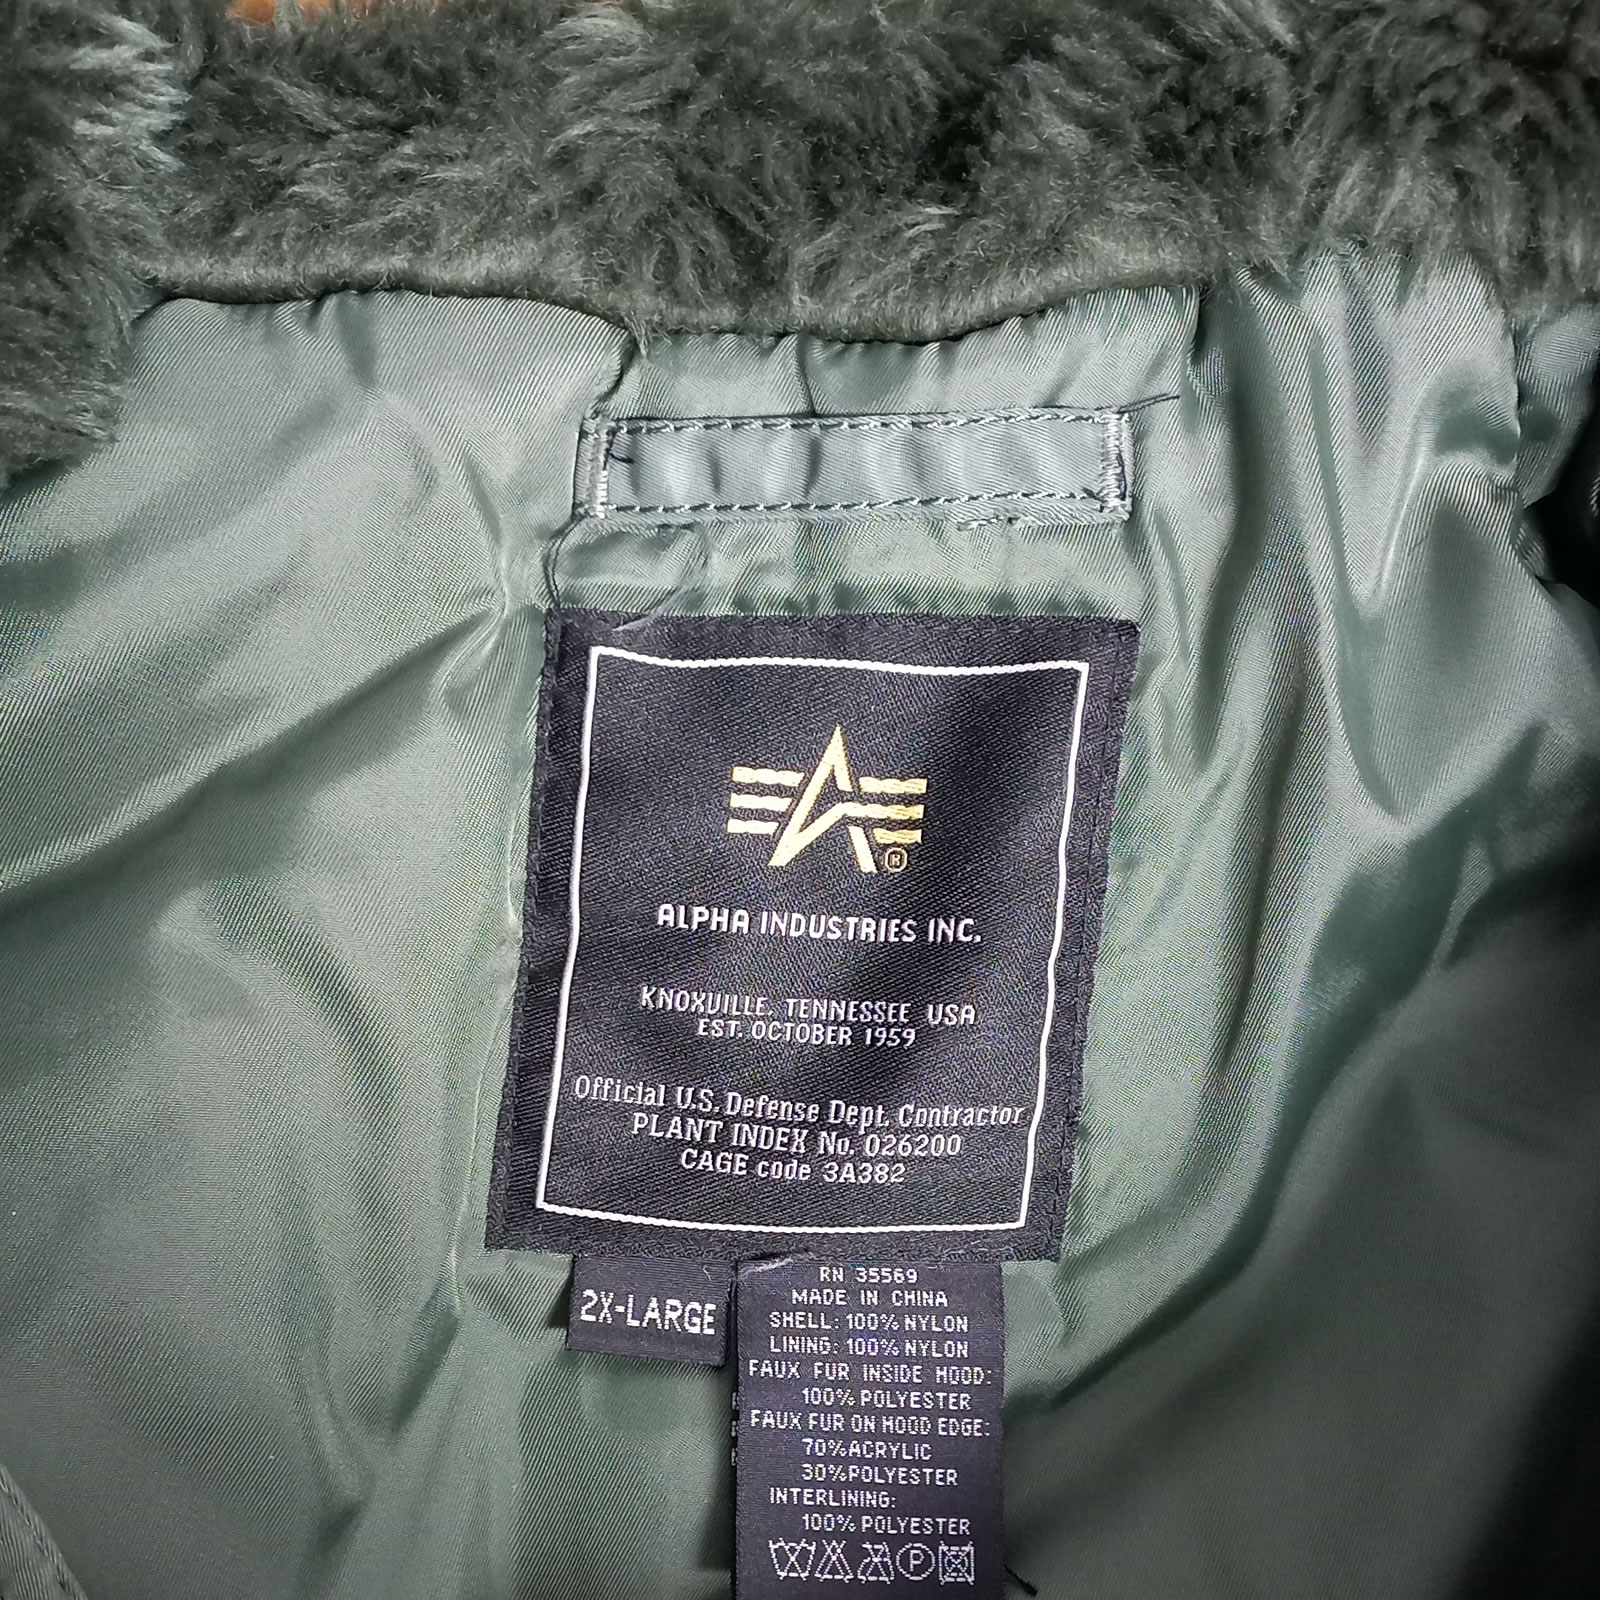 ®
ALPHA INDUSTRIES INC.
KNOXVILLE, TENNESSEE USA
EST. OCTOBER 1959
Official U.S. Defense Dept. Contractor
PLANT INDEX No. 026200
CAGE code 3A382
2X-LARGE
RN 35569
MADE IN CHINA
SHELL: 100% NYLON
LINING: 100% NYLON
FAUX FUR INSIDE HOOD:
100% POLYESTER
FAUX FUR ON HOOD EDGE:
70%ACRYLIC
30%POLYESTER
INTERLINING:
100% POLYESTER
P